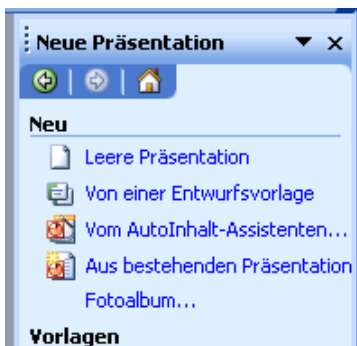 Neue Präsentation
Neu
Leere Präsentation
Von einer Entwurfsvorlage
Vom AutoInhalt-Assistenten...
Aus bestehenden Präsentation
Fotoalbum...
Vorlagen